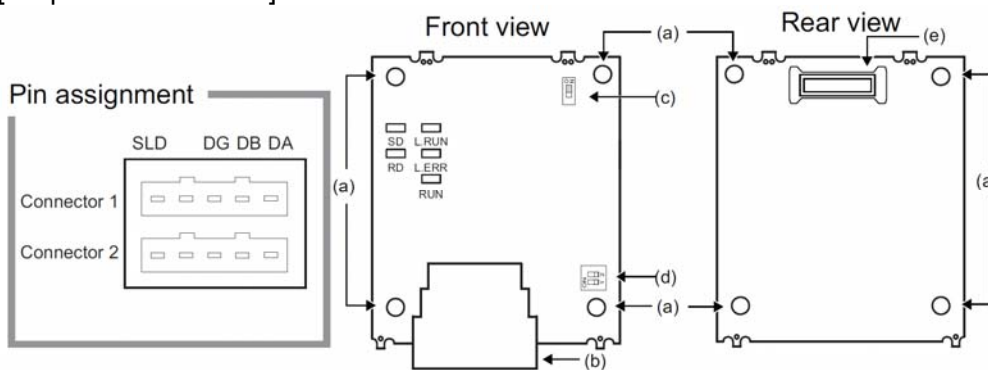 Front view
Rear view
(a)
(e)
Pin assignment
(c)
SLD DG DB DA
SD L.RUN
RD L.ERR
RUN
(a)
Connector 1
Connector 2
(d)
(a)
(b)